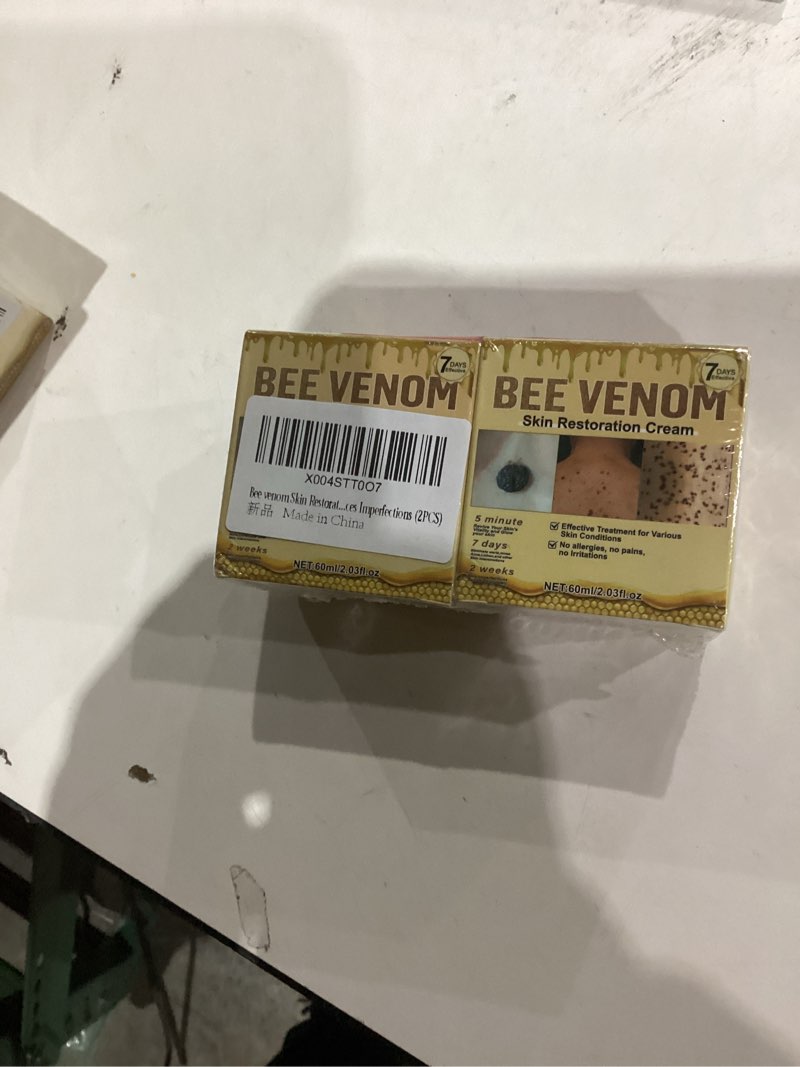 7 DAYS
Effective
BEE VENOM
X004STT0O7
Bee venom Skin Restorat...ces Imperfections (2PCS)
新品 Made in China
2 weeks
NET:60ml/2.03fl.oz
7 DAYS
Effective
BEE VENOM
Skin Restoration Cream
5 minute
7 days
2 weeks
Effective Treatment for Various
Skin Conditions
No allergies, no pains,
no Irritations
NET:60ml/2.03fl.oz